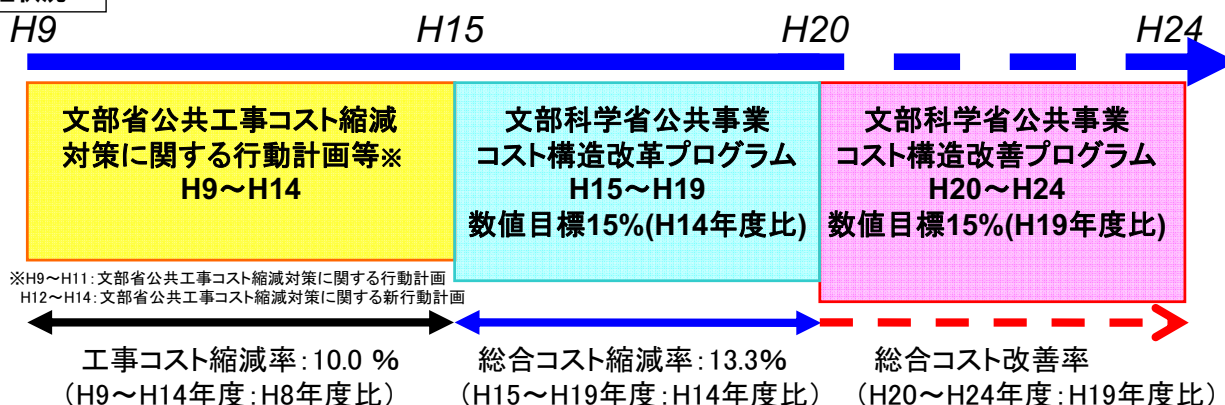 H9 H15 H20 H24
文部省公共工事コスト縮減
対策に関する行動計画等※
H9～H14
文部科学省公共事業
コスト構造改革プログラム
H15～H19
数値目標15%(H14年度比)
文部科学省公共事業
コスト構造改善プログラム
H20～H24
数値目標15%(H19年度比)
※H9～H11：文部省公共工事コスト縮減対策に関する行動計画
H12～H14：文部省公共工事コスト縮減対策に関する新行動計画
工事コスト縮減率：10.0 %
（H9～H14年度：H8年度比）
総合コスト縮減率：13.3%
（H15～H19年度：H14年度比）
総合コスト改善率
（H20～H24年度：H19年度比）